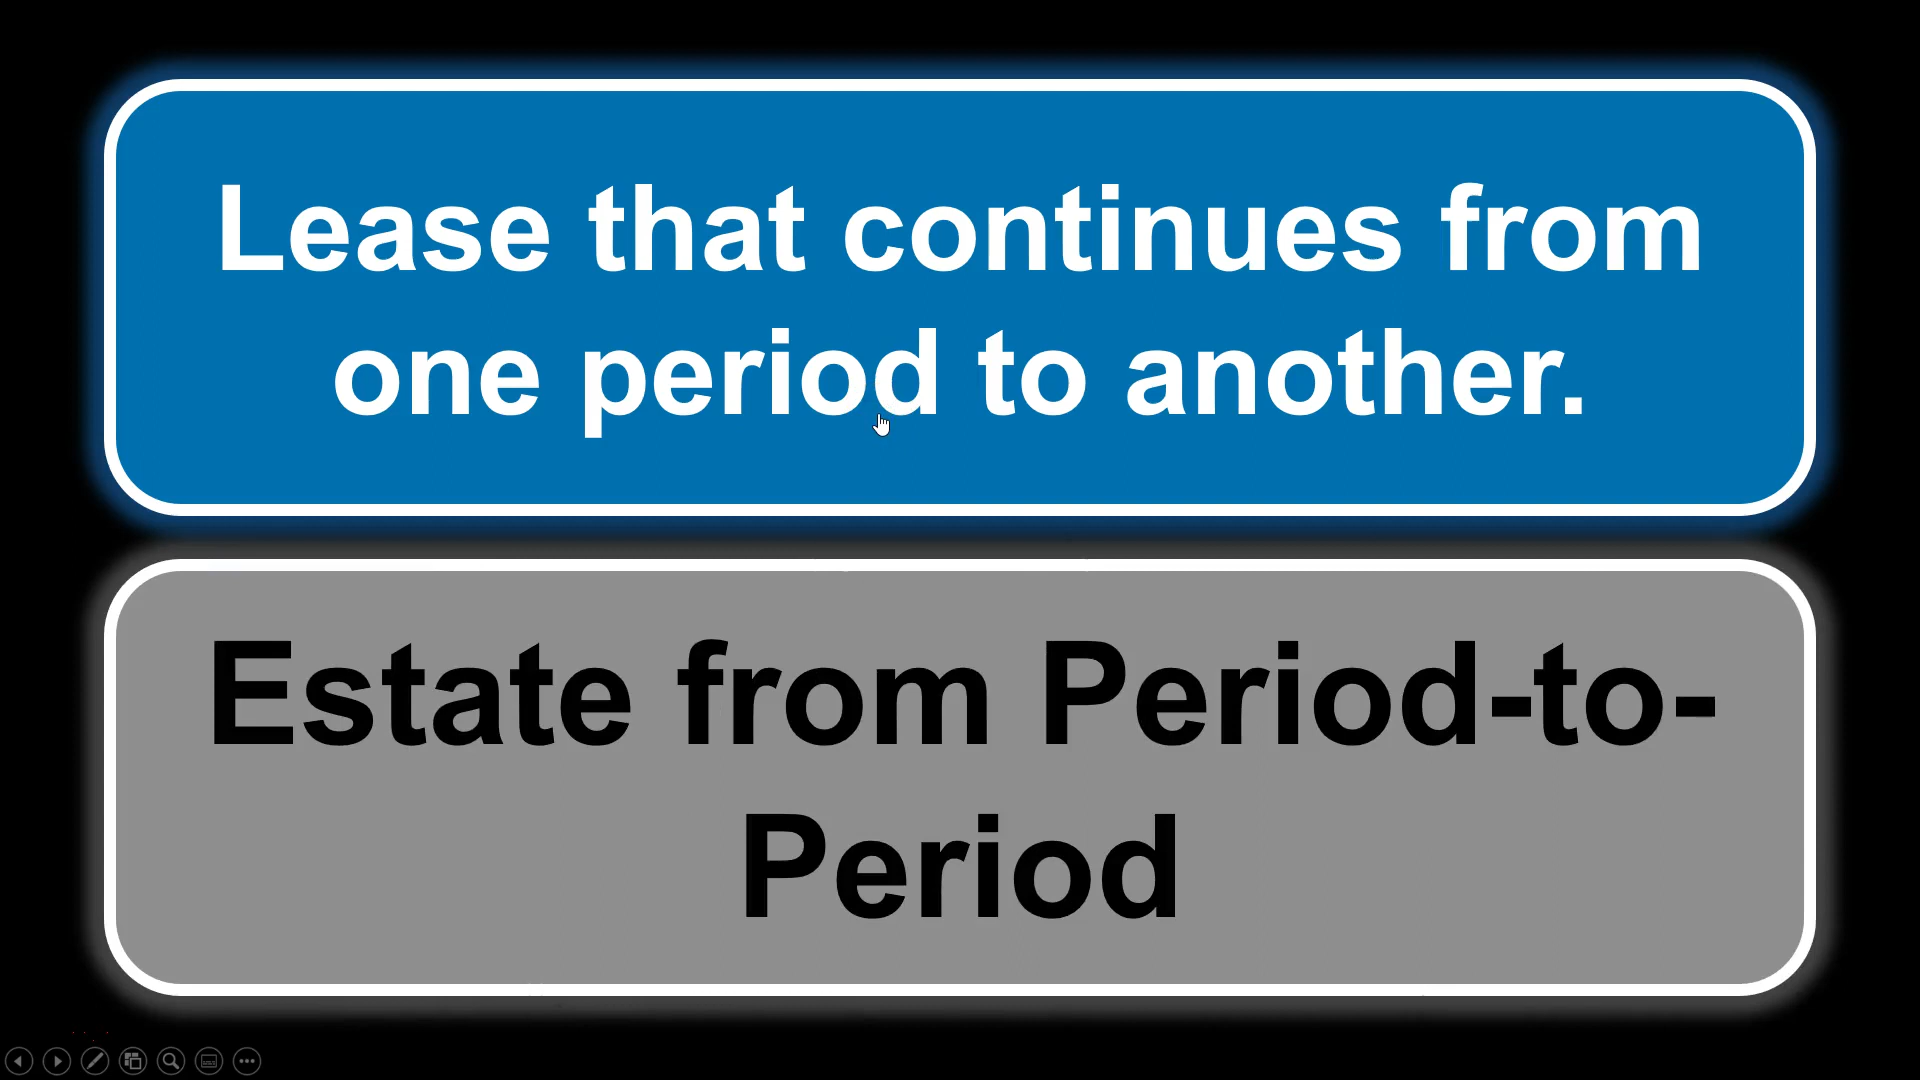 Lease that continues from
one period to another.
Estate from Period-to-
Period